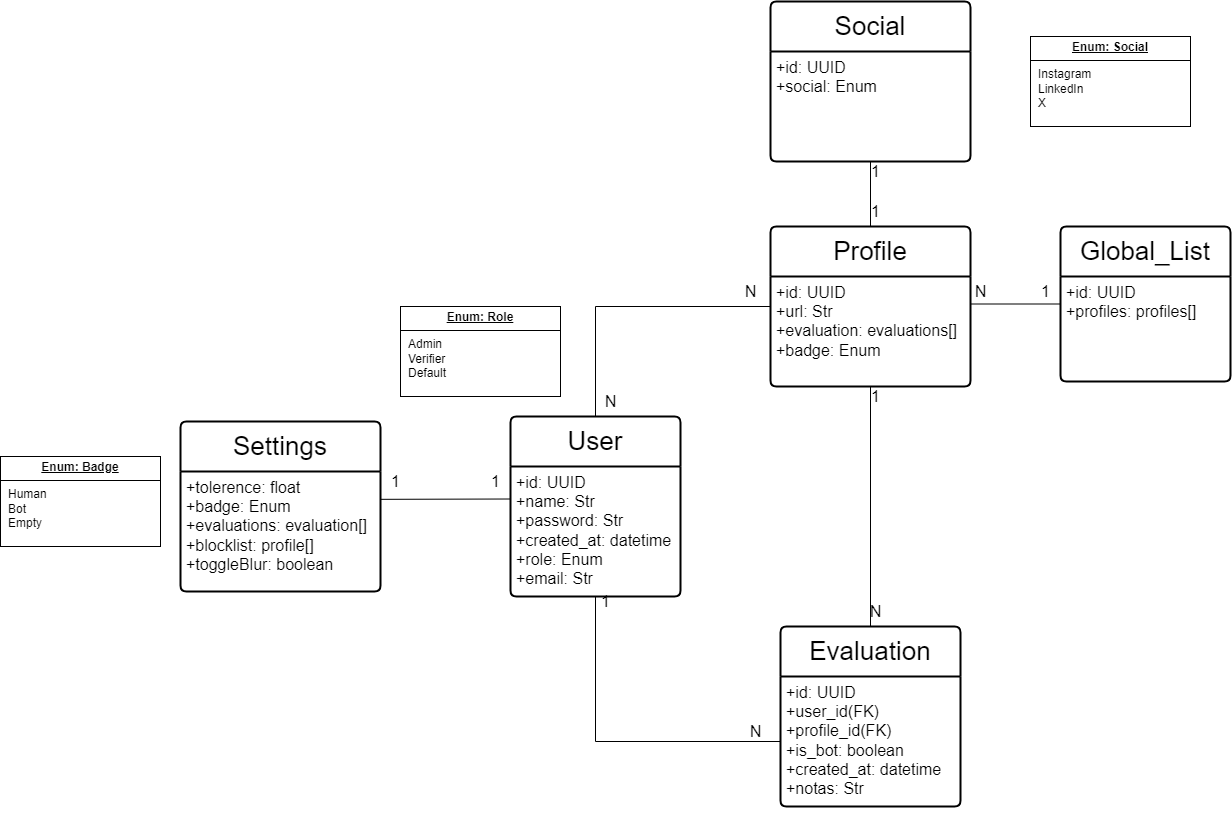 Social
+id: UUID
+social: Enum
Enum: Social
Instagram
LinkedIn
X
1
1
Profile
+id: UUID
+url: Str
+evaluation: evaluations[]
+badge: Enum
N
N
1
Global_List
+id: UUID
+profiles: profiles[]
Enum: Role
Admin
Verifier
Default
N
1
Settings
+tolerence: float
+badge: Enum
+evaluations: evaluation[]
+blocklist: profile[]
+toggleBlur: boolean
Enum: Badge
Human
Bot
Empty
1
1
User
+id: UUID
+name: Str
+password: Str
+created_at: datetime
+role: Enum
+email: Str
1
N
N
Evaluation
+id: UUID
+user_id(FK)
+profile_id(FK)
+is_bot: boolean
+created_at: datetime
+notas: Str